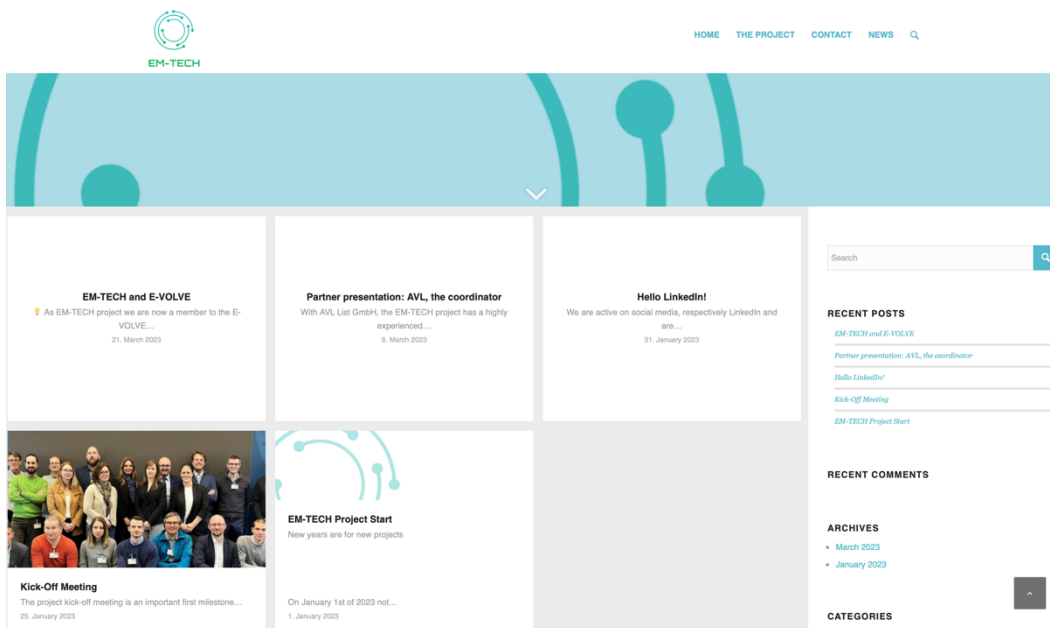 EM-TECH
HOME THE PROJECT CONTACT NEWS
EM-TECH and E-VOLVE
As EM-TECH project we are now a member to the E-
VOLVE…
21. March 2023
Partner presentation: AVL, the coordinator
With AVL List GmbH, the EM-TECH project has a highly
experienced…
9. March 2023
Hello LinkedIn!
We are active on social media, respectively LinkedIn and
are…
31. January 2023
Kick-Off Meeting
The project kick-off meeting is an important first milestone…
25. January 2023
EM-TECH Project Start
New years are for new projects
On January 1st of 2023 not…
1. January 2023
Search
RECENT POSTS
EM-TECH and E-VOLVE
Partner presentation: AVL, the coordinator
Hello LinkedIn!
Kick-Off Meeting
EM-TECH Project Start
RECENT COMMENTS
ARCHIVES
March 2023
January 2023
CATEGORIES